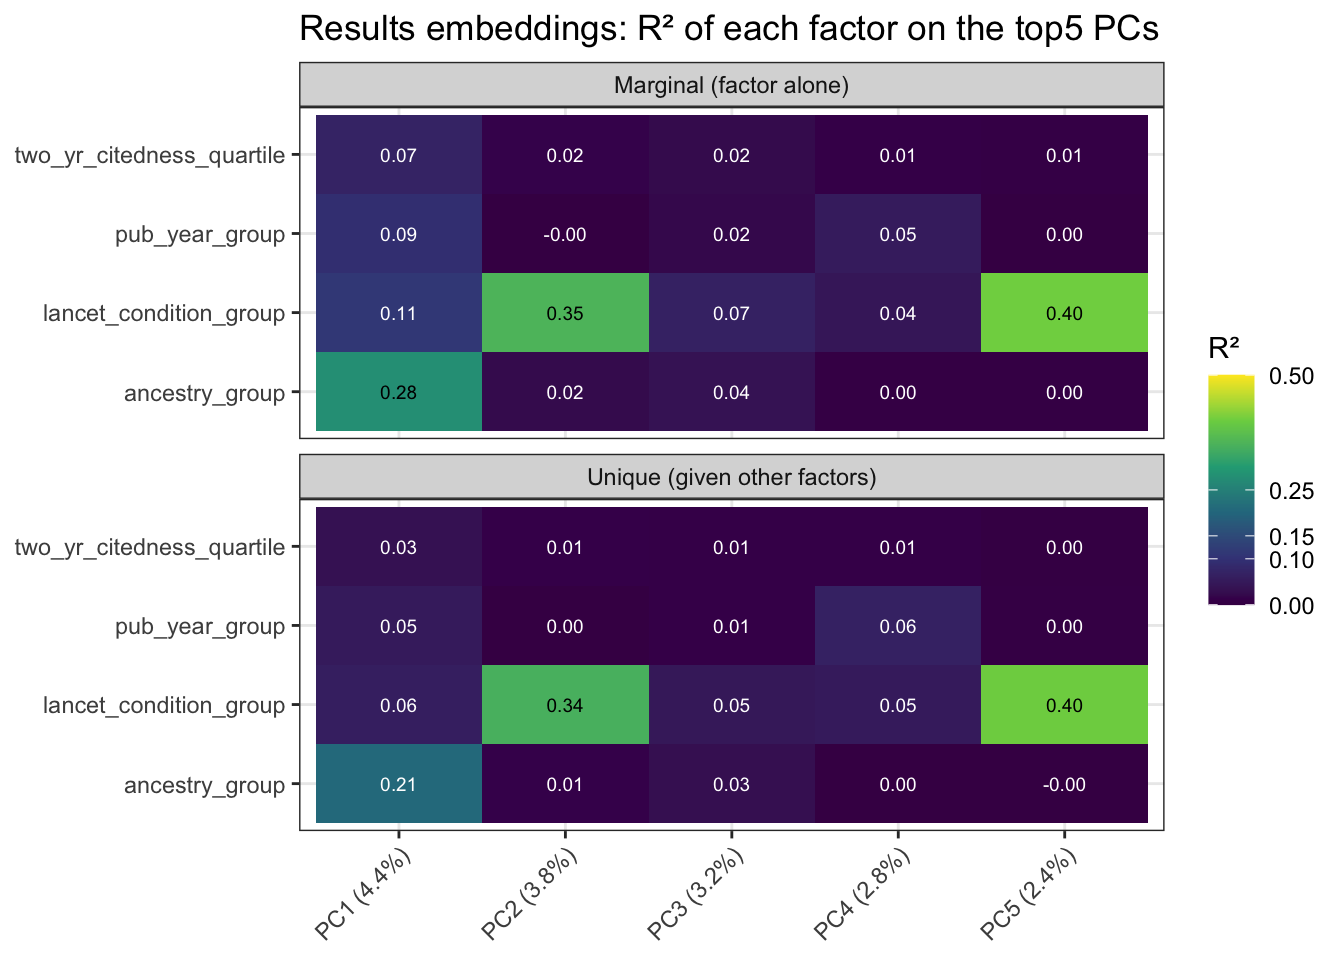 Results embeddings: R² of each factor on the top5 PCs
Marginal (factor alone)
two_yr_citedness_quartile 0.07 0.02 0.02 0.01 0.01
pub_year_group 0.09 -0.00 0.02 0.05 0.00
lancet_condition_group 0.11 0.35 0.07 0.04 0.40
ancestry_group 0.28 0.02 0.04 0.00 0.00
Unique (given other factors)
two_yr_citedness_quartile 0.03 0.01 0.01 0.01 0.00
pub_year_group 0.05 0.00 0.01 0.06 0.00
lancet_condition_group 0.06 0.34 0.05 0.05 0.40
ancestry_group 0.21 0.01 0.03 0.00 -0.00
PC1 (4.4%) PC2 (3.8%) PC3 (3.2%) PC4 (2.8%) PC5 (2.4%)
R²
0.50
0.25
0.15
0.10
0.00